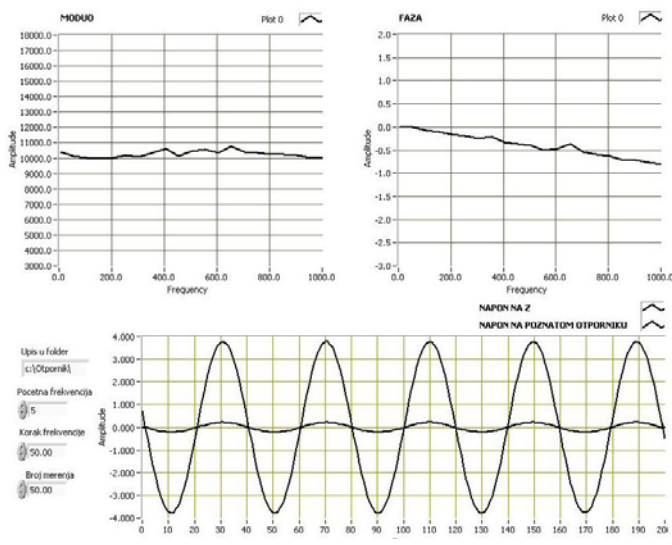 MODUO Plot 0
18000.0
17000.0
16000.0
15000.0
14000.0
13000.0
12000.0
11000.0
10000.0
9000.0
8000.0
7000.0
6000.0
5000.0
4000.0
3000.0
Amplitude
0.0 200.0 400.0 600.0 800.0 1000.0
Frequency
FAZA Plot 0
2.0
1.5
1.0
0.5
0.0
-0.5
-1.0
-1.5
-2.0
-2.5
-3.0
Amplitude
0.0 200.0 400.0 600.0 800.0 1000.0
Frequency
NAPON NA Z
NAPON NA POZNATOM OTPORNIKU
Upis u folder
c:\Otpornik\
Pocetna frekvencija
5
Korak frekvencije
50.00
Broj merenja
50.00
4.000
3.000
2.000
1.000
0.000
-1.000
-2.000
-3.000
-4.000
Amplitude
0 10 20 30 40 50 60 70 80 90 100 110 120 130 140 150 160 170 180 190 200